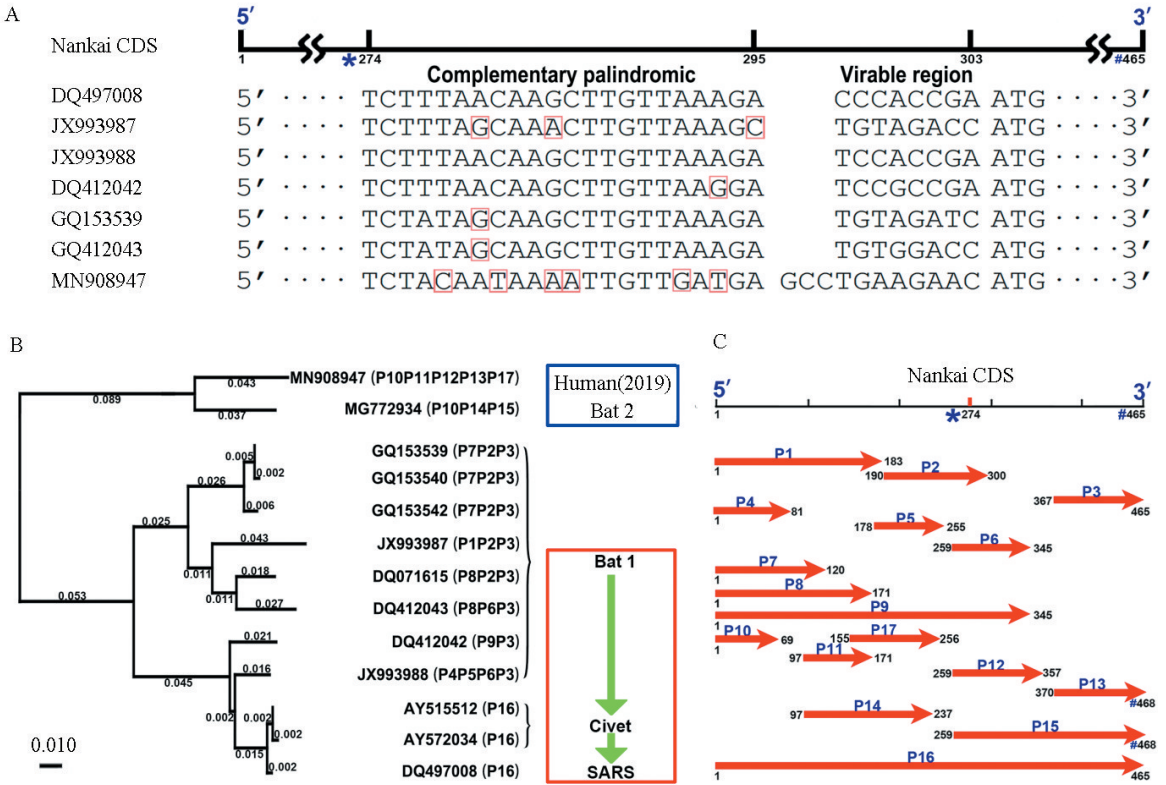 A
5′ 3′
Nankai CDS
1 * 274 295 303 #465
Complementary palindromic Virable region
DQ497008 5′ ···· TCTTTAACAAGCTTGTTAAAGA CCCACCGA ATG ····3′
JX993987 5′ ···· TCTTTAGCAAACTTGTTAAAGC TGTAGACC ATG ····3′
JX993988 5′ ···· TCTTTAACAAGCTTGTTAAAGA TCCACCGA ATG ····3′
DQ412042 5′ ···· TCTTTAACAAGCTTGTTAAGGA TCCGCCGA ATG ····3′
GQ153539 5′ ···· TCTATAGCAAGCTTGTTAAAGA TGTAGATC ATG ····3′
GQ412043 5′ ···· TCTATAGCAAGCTTGTTAAAGA TGTGGACC ATG ····3′
MN908947 5′ ···· TCTACAATAAAATTGTTGATGA GCCTGAAGAAC ATG ····3′
B
0.043 MN908947 (P10P11P12P13P17)
0.089
0.037 MG772934 (P10P14P15)
Human(2019)
Bat 2
0.005 GQ153539 (P7P2P3)
0.002 GQ153540 (P7P2P3)
0.026
0.006 GQ153542 (P7P2P3)
0.025
0.043 JX993987 (P1P2P3)
0.011
0.018 DQ071615 (P8P2P3)
0.011
0.027 DQ412043 (P8P6P3)
0.053
0.021 DQ412042 (P9P3)
0.045
0.016 JX993988 (P4P5P6P3)
0.002
0.002 AY515512 (P16)
0.002 AY572034 (P16)
0.015
0.002 DQ497008 (P16)
Bat 1
Civet
SARS
0.010
C
Nankai CDS
5′ 3′
1 * 274 #465
P1 1 183
P2 190 300
P3 367 465
P4 1 81
P5 178 255
P6 259 345
P7 1 120
P8 1 171
P9 1 345
P10 1 69
P17 155 256
P11 97 171
P12 259 357
P13 370 #468
P14 97 237
P15 259 #468
P16 1 465